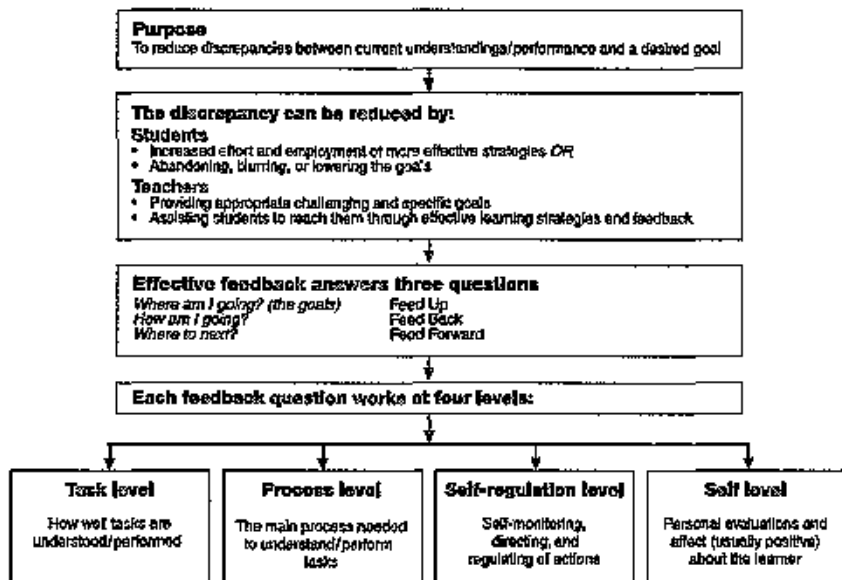 Purpose
To reduce discrepancies between current understandings/performance and a desired goal
The discrepancy can be reduced by:
Students
• Increased effort and employment of more effective strategies OR
• Abandoning, blurring, or lowering the goals
Teachers
• Providing appropriate challenging and specific goals
• Assisting students to reach them through effective learning strategies and feedback
Effective feedback answers three questions
Where am I going? (the goals) Feed Up
How am I going? Feed Back
Where to next? Feed Forward
Each feedback question works at four levels:
Task level
How well tasks are
understood/performed
Process level
The main process needed
to understand/perform
tasks
Self-regulation level
Self-monitoring,
directing, and
regulating of actions
Self level
Personal evaluations and
affect (usually positive)
about the learner